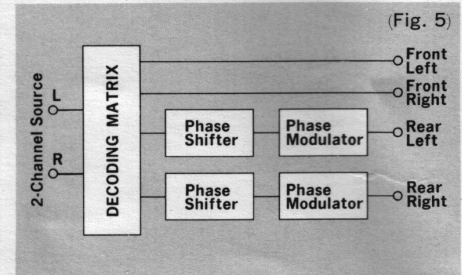 (Fig. 5)
2-Channel Source
L
R
DECODING MATRIX
Front
Left
Front
Right
Phase
Shifter
Phase
Modulator
Rear
Left
Phase
Shifter
Phase
Modulator
Rear
Right